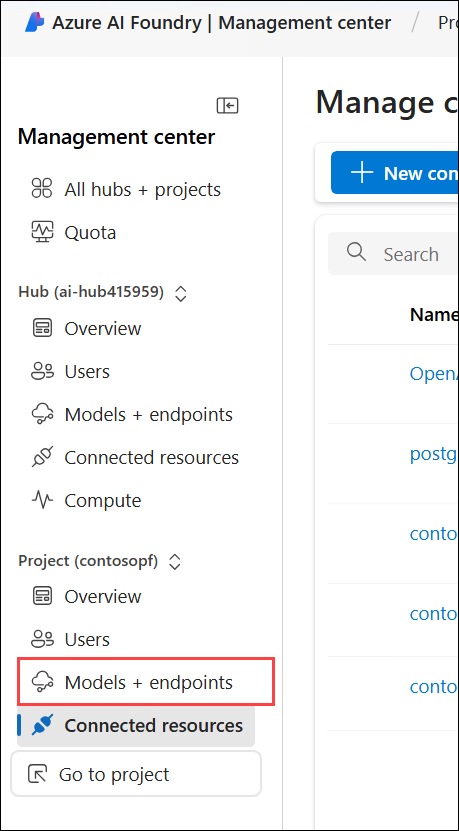 Azure AI Foundry | Management center / Pro
Management center
All hubs + projects
Quota
Hub (ai-hub415959)
Overview
Users
Models + endpoints
Connected resources
Compute
Project (contosopf)
Overview
Users
Models + endpoints
Connected resources
Go to project
Manage c
New con
Search
Name
OpenA
postg
conto
conto
conto